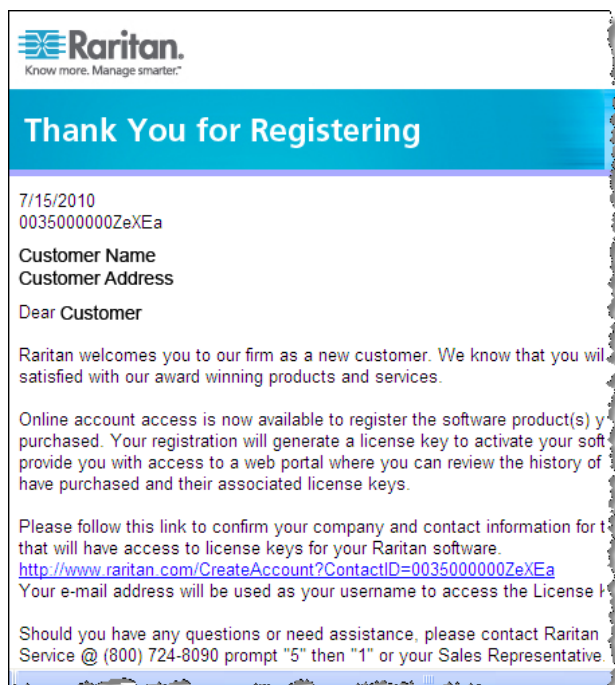 Raritan.
Know more. Manage smarter.™
Thank You for Registering
7/15/2010
0035000000ZeXEa
Customer Name
Customer Address
Dear Customer
Raritan welcomes you to our firm as a new customer. We know that you wil
satisfied with our award winning products and services.
Online account access is now available to register the software product(s) y
purchased. Your registration will generate a license key to activate your soft
provide you with access to a web portal where you can review the history of
have purchased and their associated license keys.
Please follow this link to confirm your company and contact information for t
that will have access to license keys for your Raritan software.
http://www.raritan.com/CreateAccount?ContactID=0035000000ZeXEa
Your e-mail address will be used as your username to access the License
Should you have any questions or need assistance, please contact Raritan
Service @ (800) 724-8090 prompt "5" then "1" or your Sales Representative.